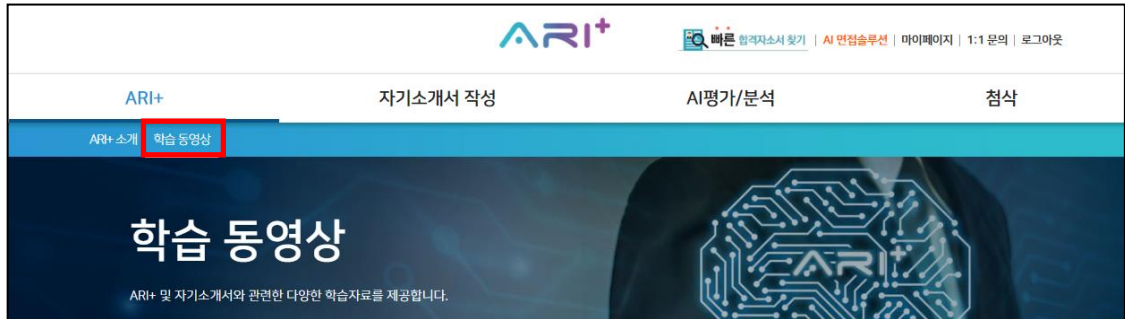 ARI+
빠른 합격자소서 찾기 | AI 면접솔루션 | 마이페이지 | 1:1 문의 | 로그아웃
ARI+ 자기소개서 작성 AI평가/분석 첨삭
ARI+ 소개 학습 동영상
학습 동영상
ARI+
ARI+ 및 자기소개서와 관련한 다양한 학습자료를 제공합니다.